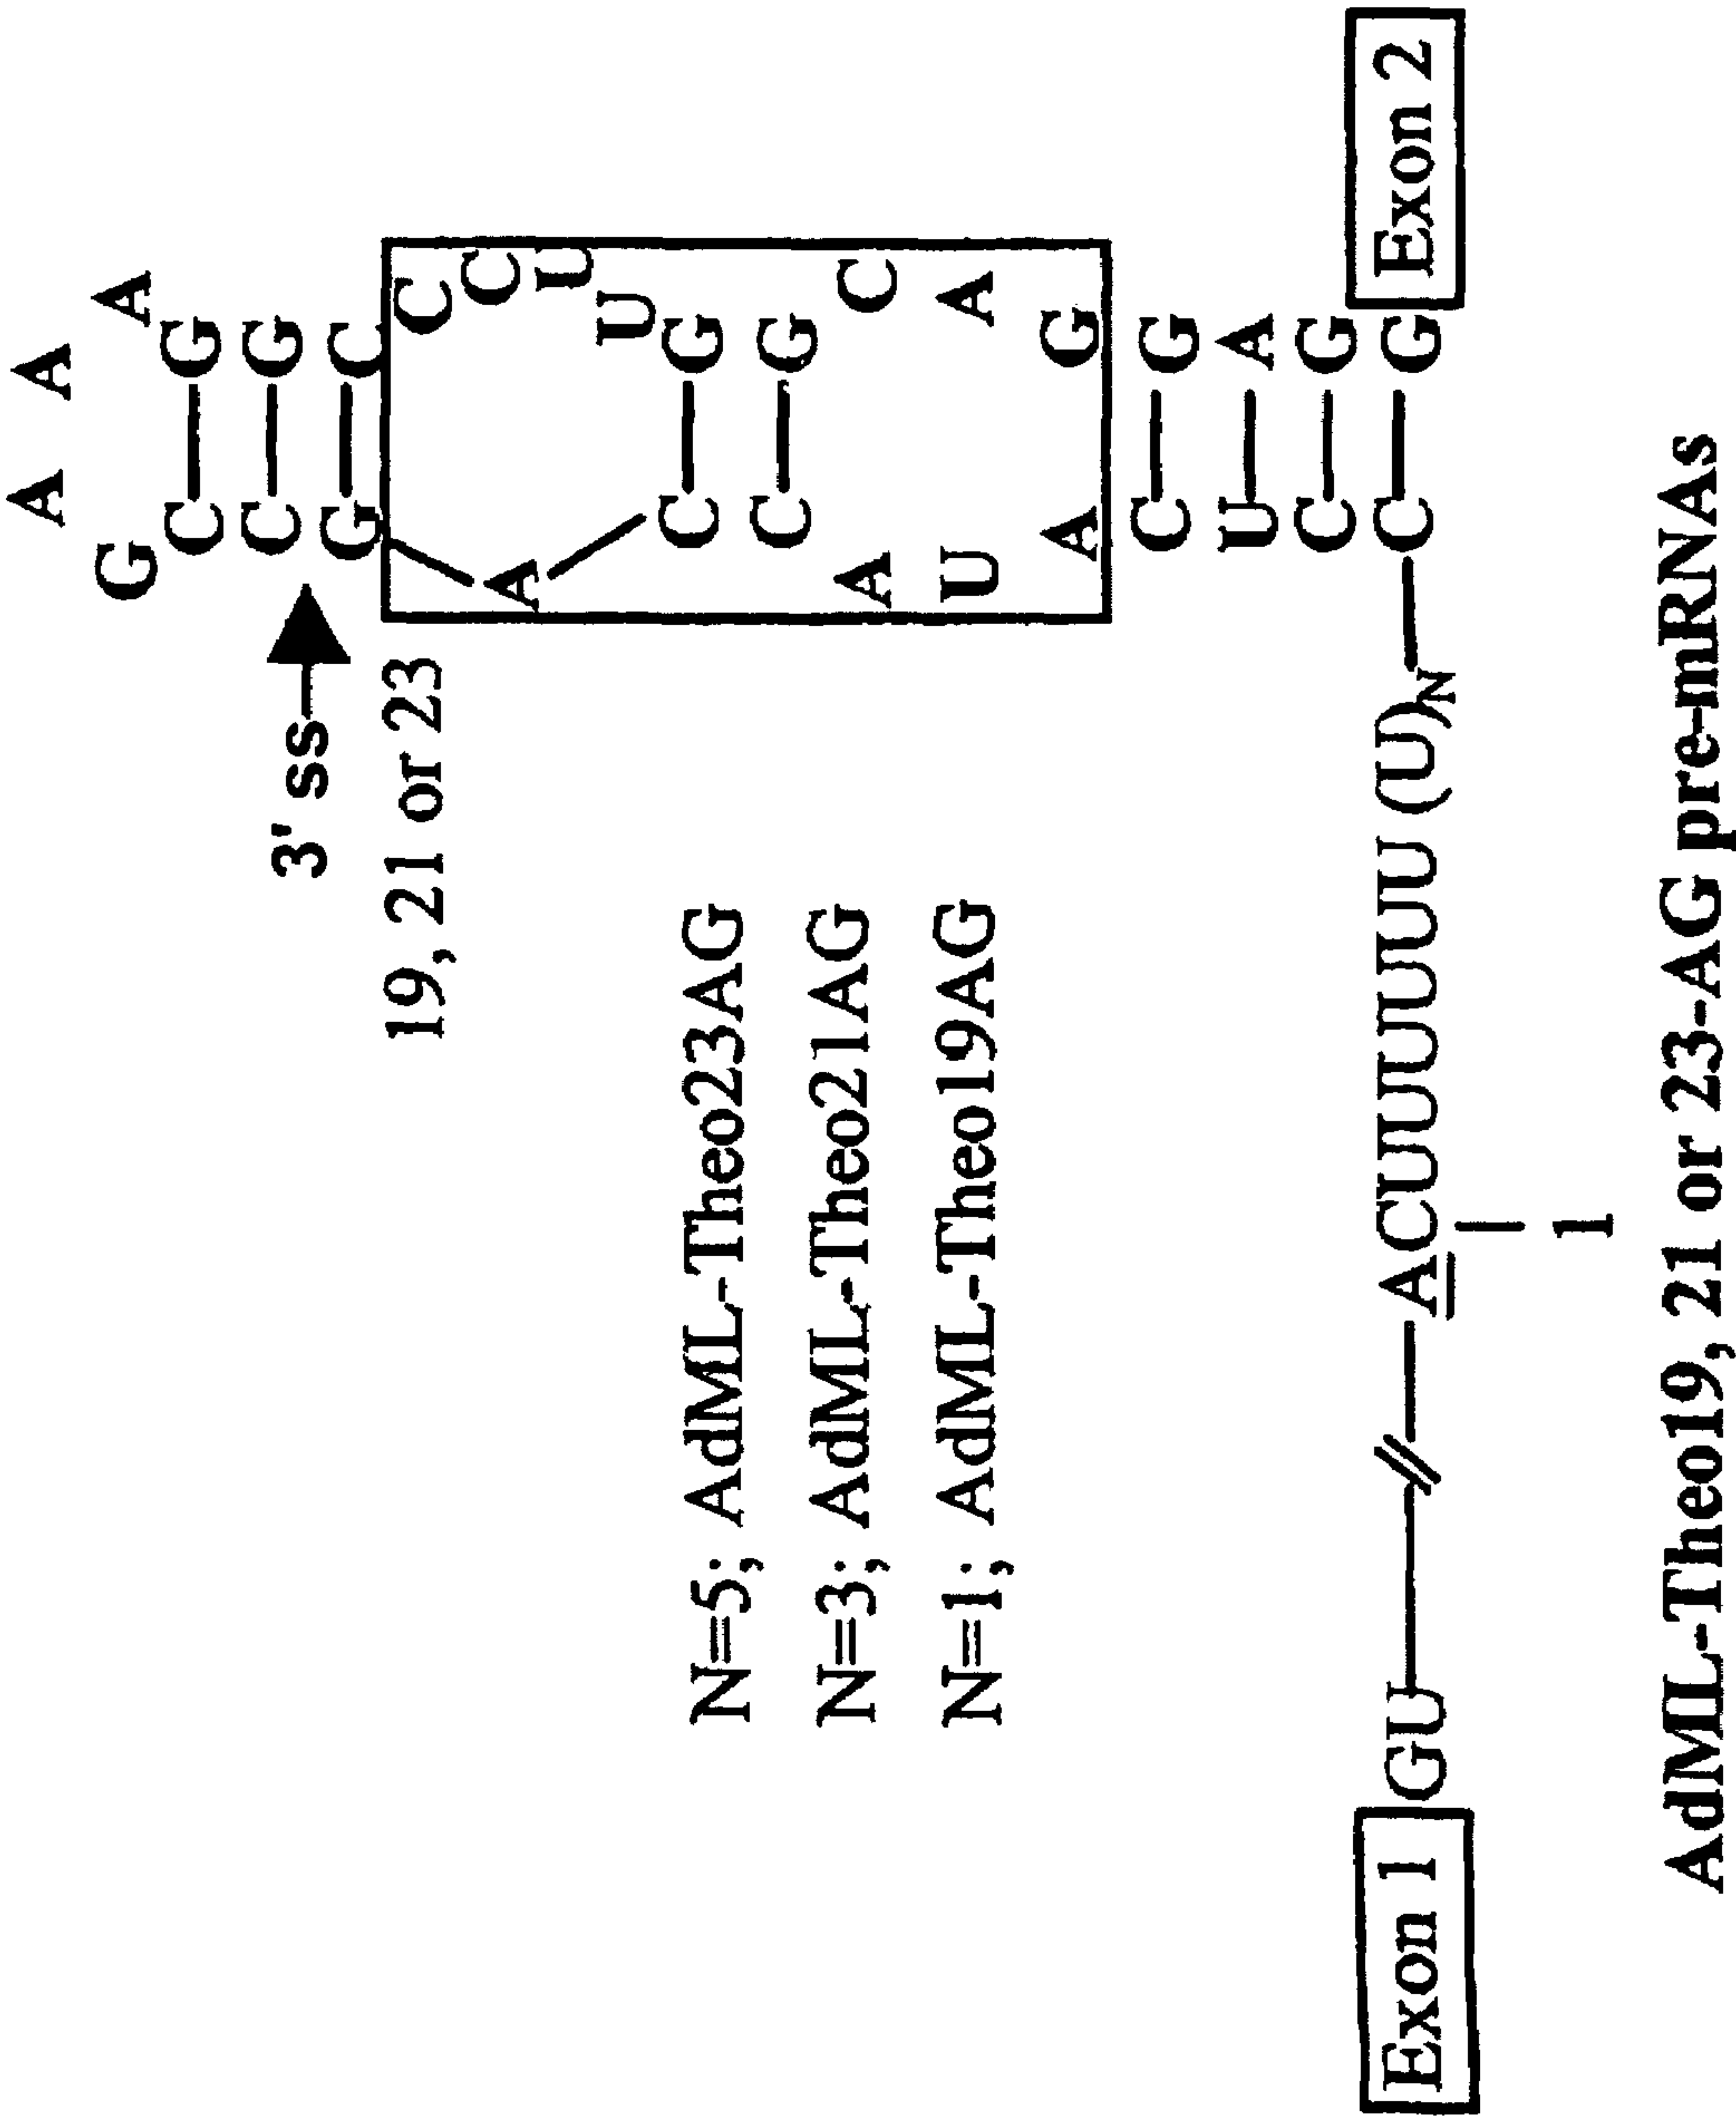 A A
G A
C G
C G
3' ss
G C
19, 21 or 23
C
C
A
U
U
C G
N=5; AdML-Theo23AG
C G
N=3; AdML-Theo21AG
A C
U A
N=1; AdML-Theo19AG
A G
C G
U A
C G
Exon 1 GU ACUUUUUU (U)N C G Exon 2
1
AdML-Theo19, 21 or 23-AG pre-mRNAs